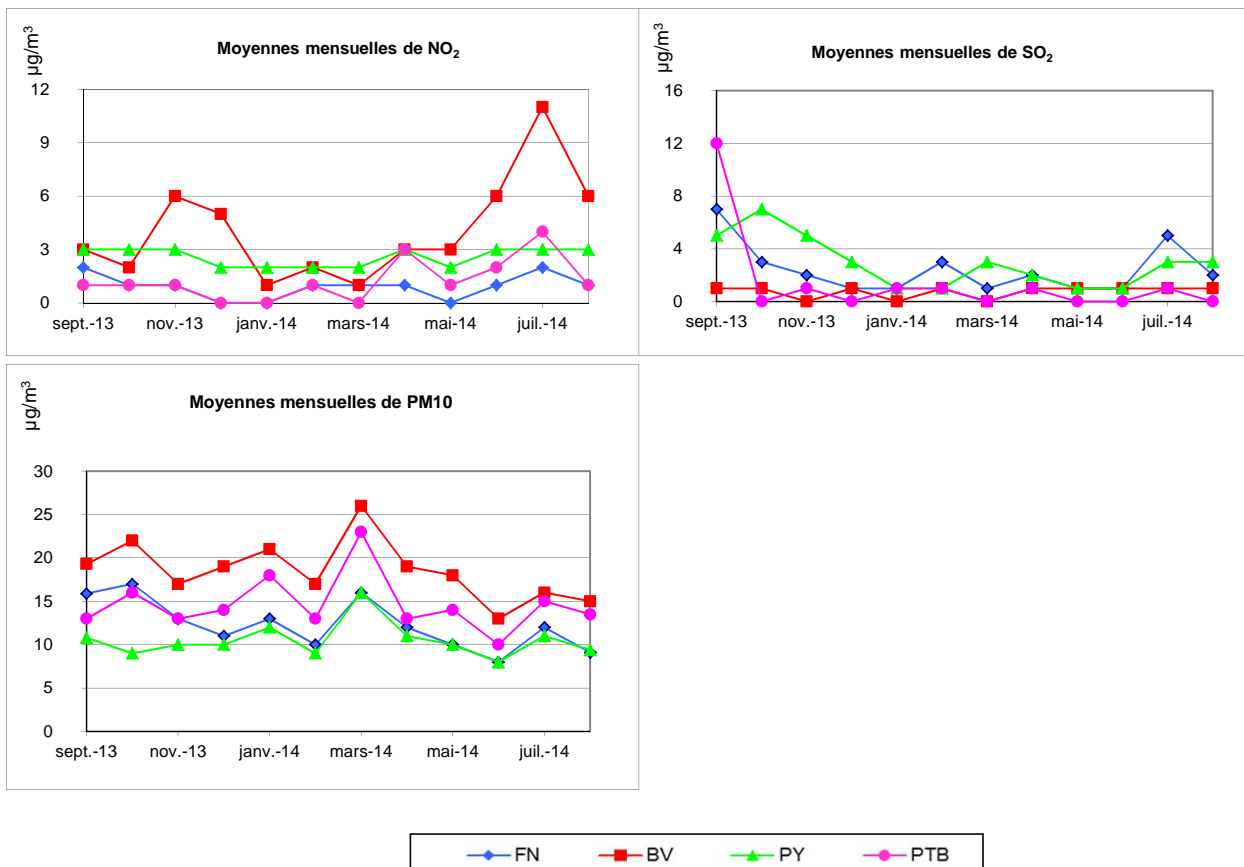 Moyennes mensuelles de NO₂
µg/m³
12
9
6
3
0
sept.-13 nov.-13 janv.-14 mars-14 mai-14 juil.-14
Moyennes mensuelles de SO₂
µg/m³
16
12
8
4
0
sept.-13 nov.-13 janv.-14 mars-14 mai-14 juil.-14
Moyennes mensuelles de PM10
µg/m³
30
25
20
15
10
5
0
sept.-13 nov.-13 janv.-14 mars-14 mai-14 juil.-14
FN BV PY PTB